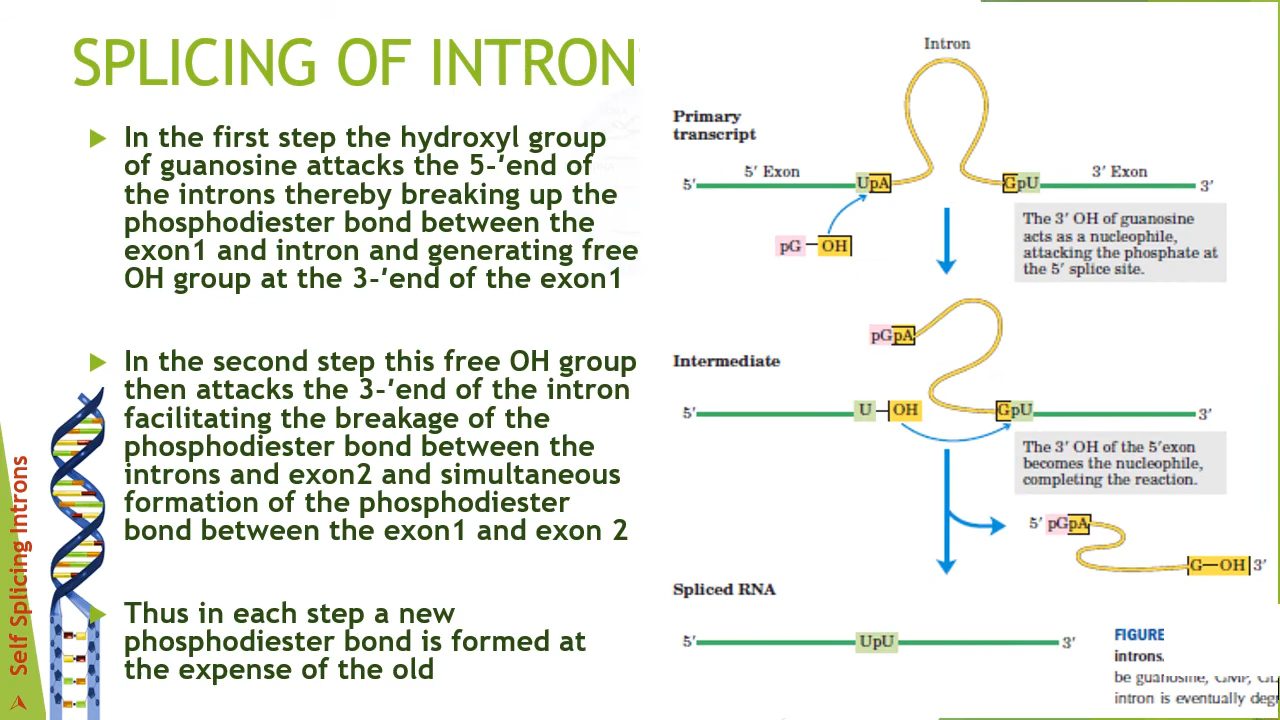 SPLICING OF INTRON
In the first step the hydroxyl group
of guanosine attacks the 5-′end of
the introns thereby breaking up the
phosphodiester bond between the
exon1 and intron and generating free
OH group at the 3-′end of the exon1
In the second step this free OH group
then attacks the 3-′end of the intron
facilitating the breakage of the
phosphodiester bond between the
introns and exon2 and simultaneous
formation of the phosphodiester
bond between the exon1 and exon 2
Thus in each step a new
phosphodiester bond is formed at
the expense of the old
Self Splicing Introns
Intron
Primary
transcript
5′ Exon
3′ Exon
5′
UpA
GpU
3′
pG
OH
The 3′ OH of guanosine
acts as a nucleophile,
attacking the phosphate at
the 5′ splice site.
pGpA
Intermediate
5′
U
OH
GpU
3′
The 3′ OH of the 5′exon
becomes the nucleophile,
completing the reaction.
5′ pGpA
G—OH 3′
Spliced RNA
5′
UpU
3′
FIGURE
introns.
be guanosine, GMP,
intron is eventually